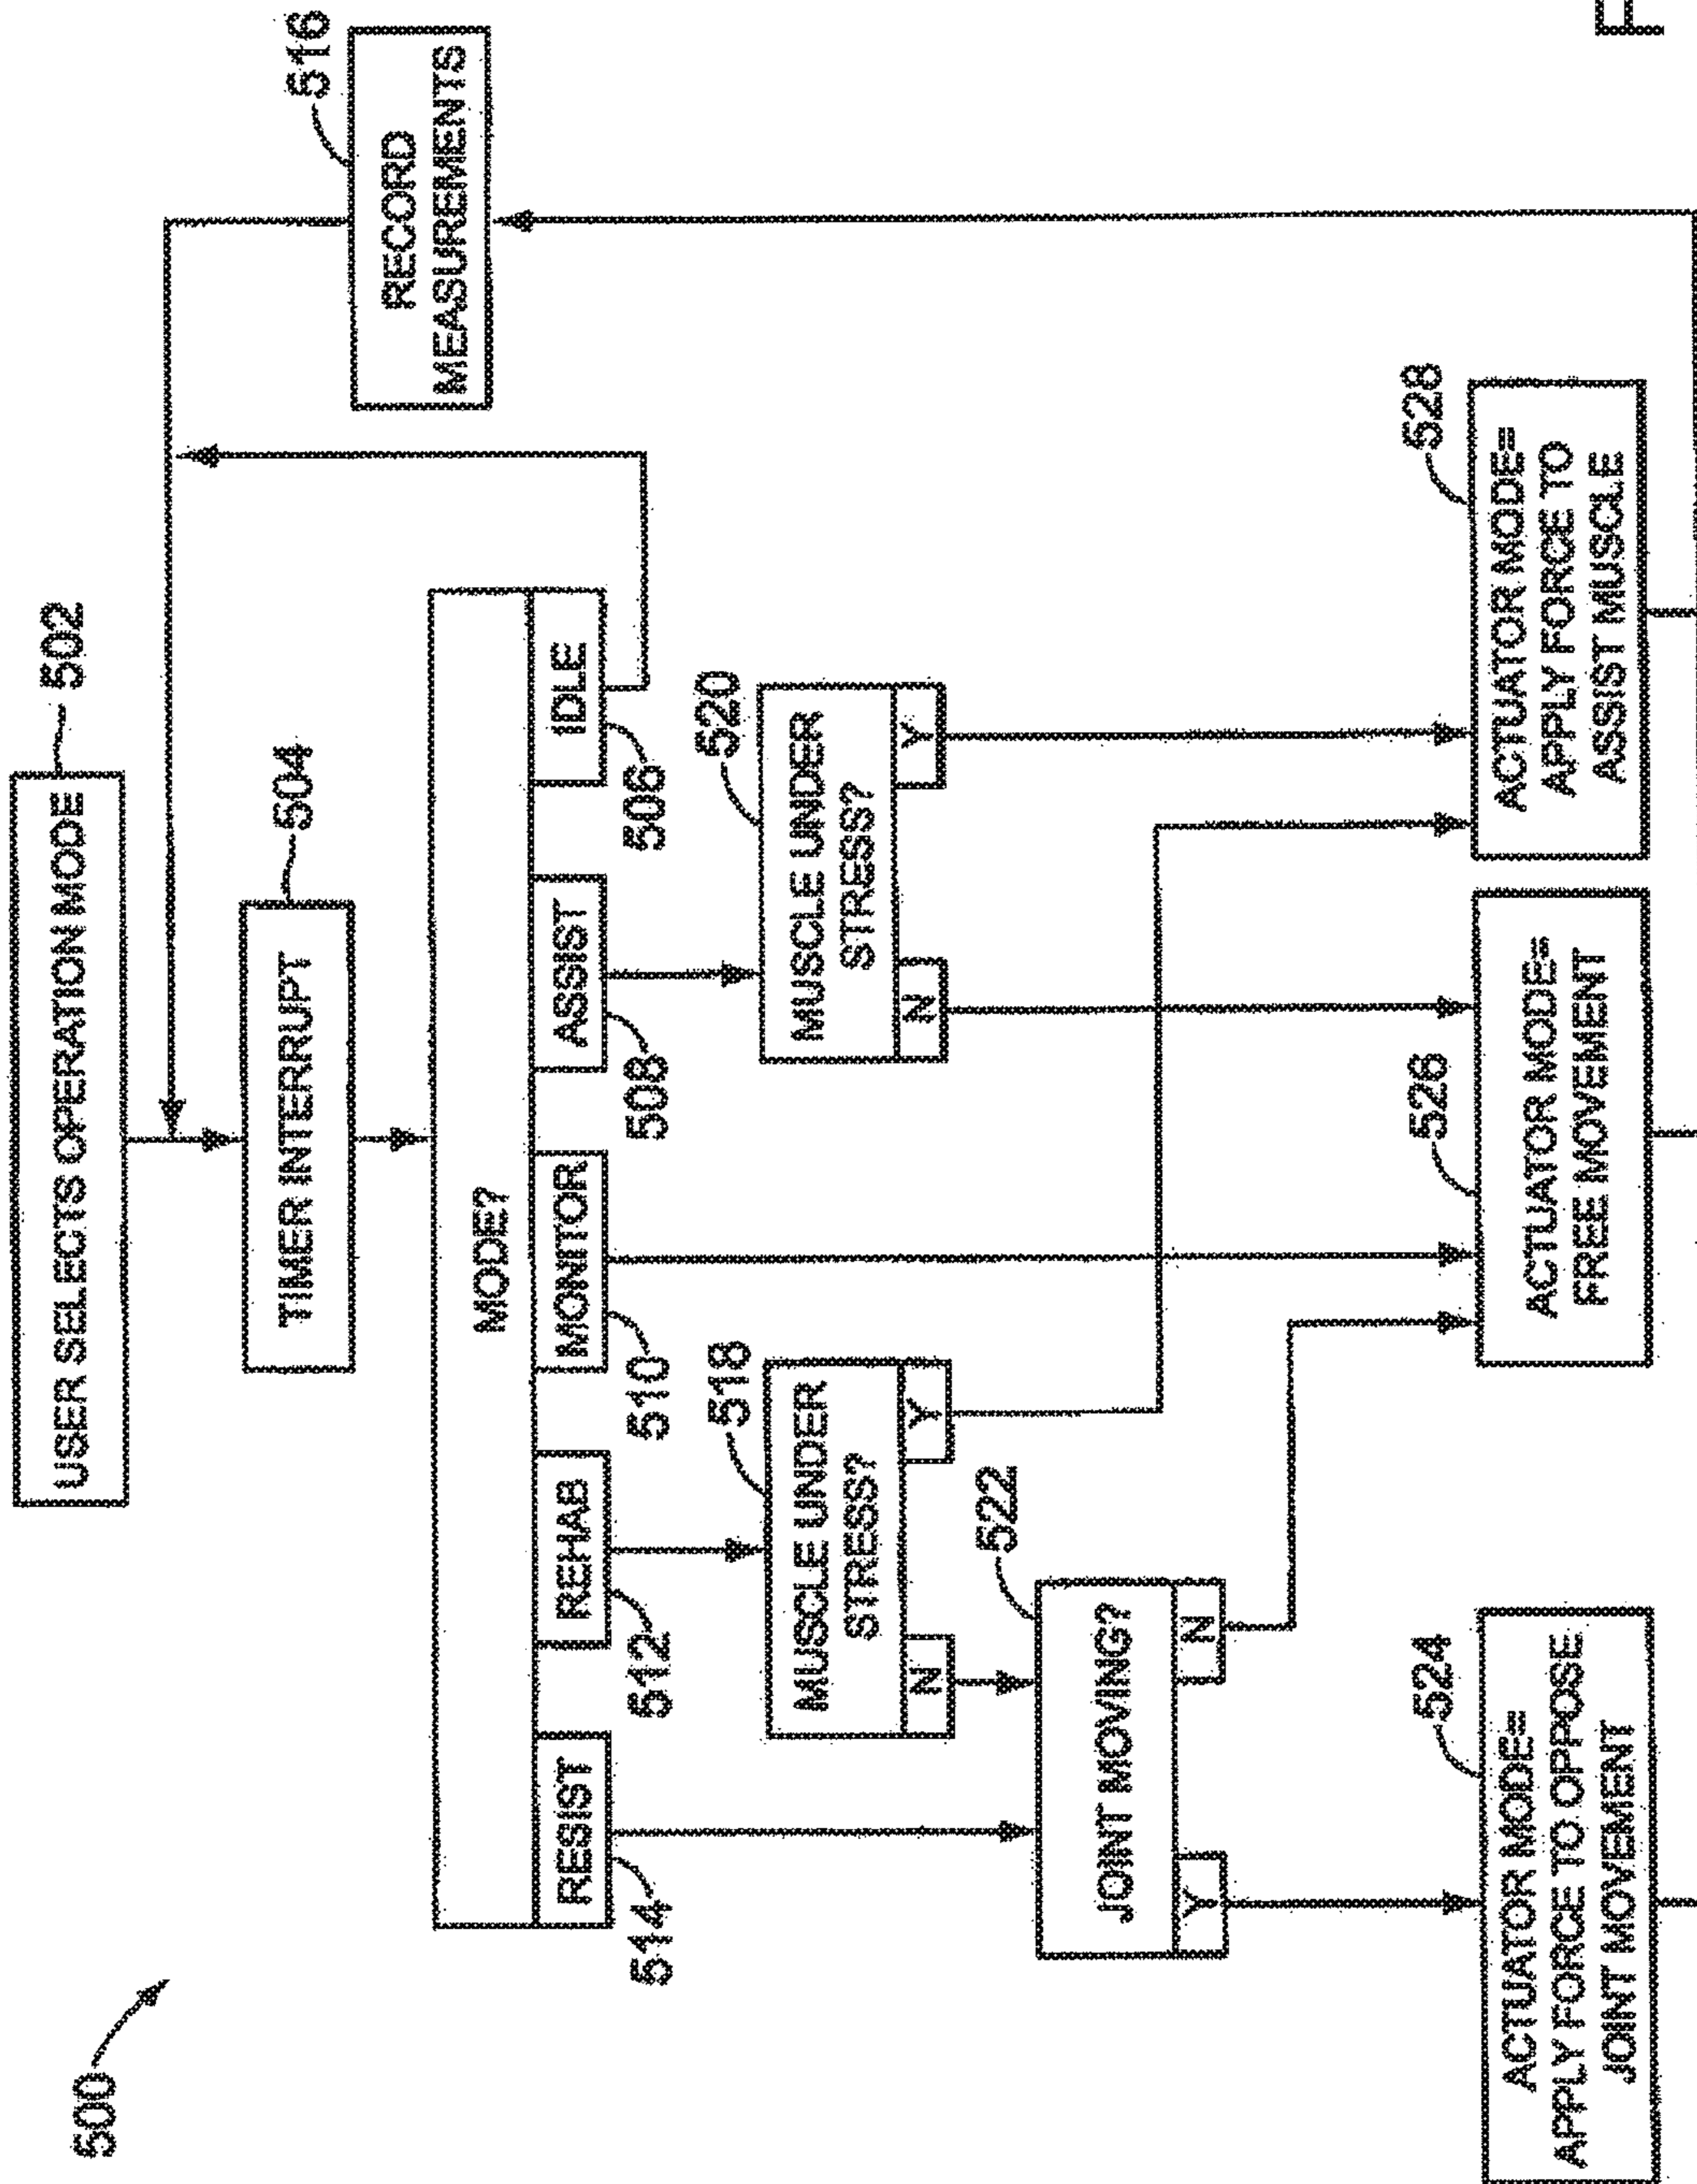 500
USER SELECTS OPERATION MODE
502
TIMER INTERRUPT
504
MODE?
RESIST
REHAB
MONITOR
ASSIST
IDLE
514
512
510
508
506
RECORD
MEASUREMENTS
516
MUSCLE UNDER
STRESS?
N
Y
518
MUSCLE UNDER
STRESS?
N
Y
520
JOINT MOVING?
Y
N
522
ACTUATOR MODE=
APPLY FORCE TO OPPOSE
JOINT MOVEMENT
524
ACTUATOR MODE=
FREE MOVEMENT
526
ACTUATOR MODE=
APPLY FORCE TO
ASSIST MUSCLE
528